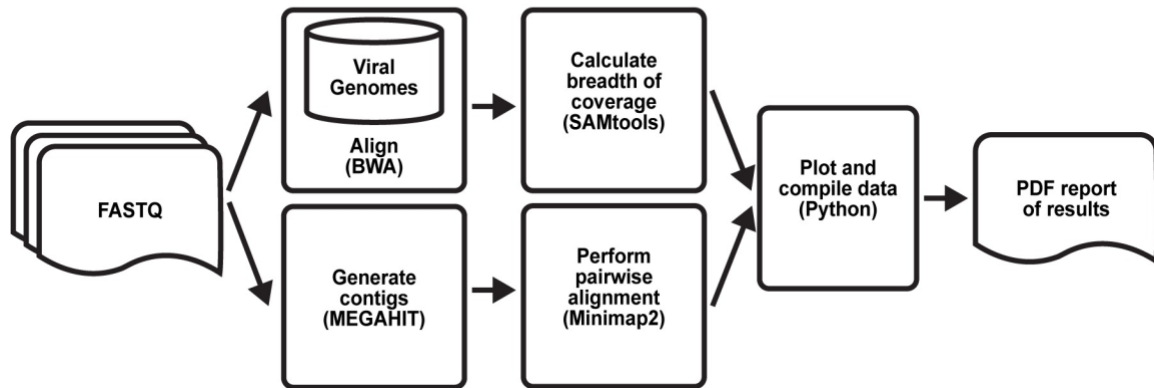 FASTQ
Viral
Genomes
Align
(BWA)
Calculate
breadth of
coverage
(SAMtools)
Generate
contigs
(MEGAHIT)
Perform
pairwise
alignment
(Minimap2)
Plot and
compile data
(Python)
PDF report
of results